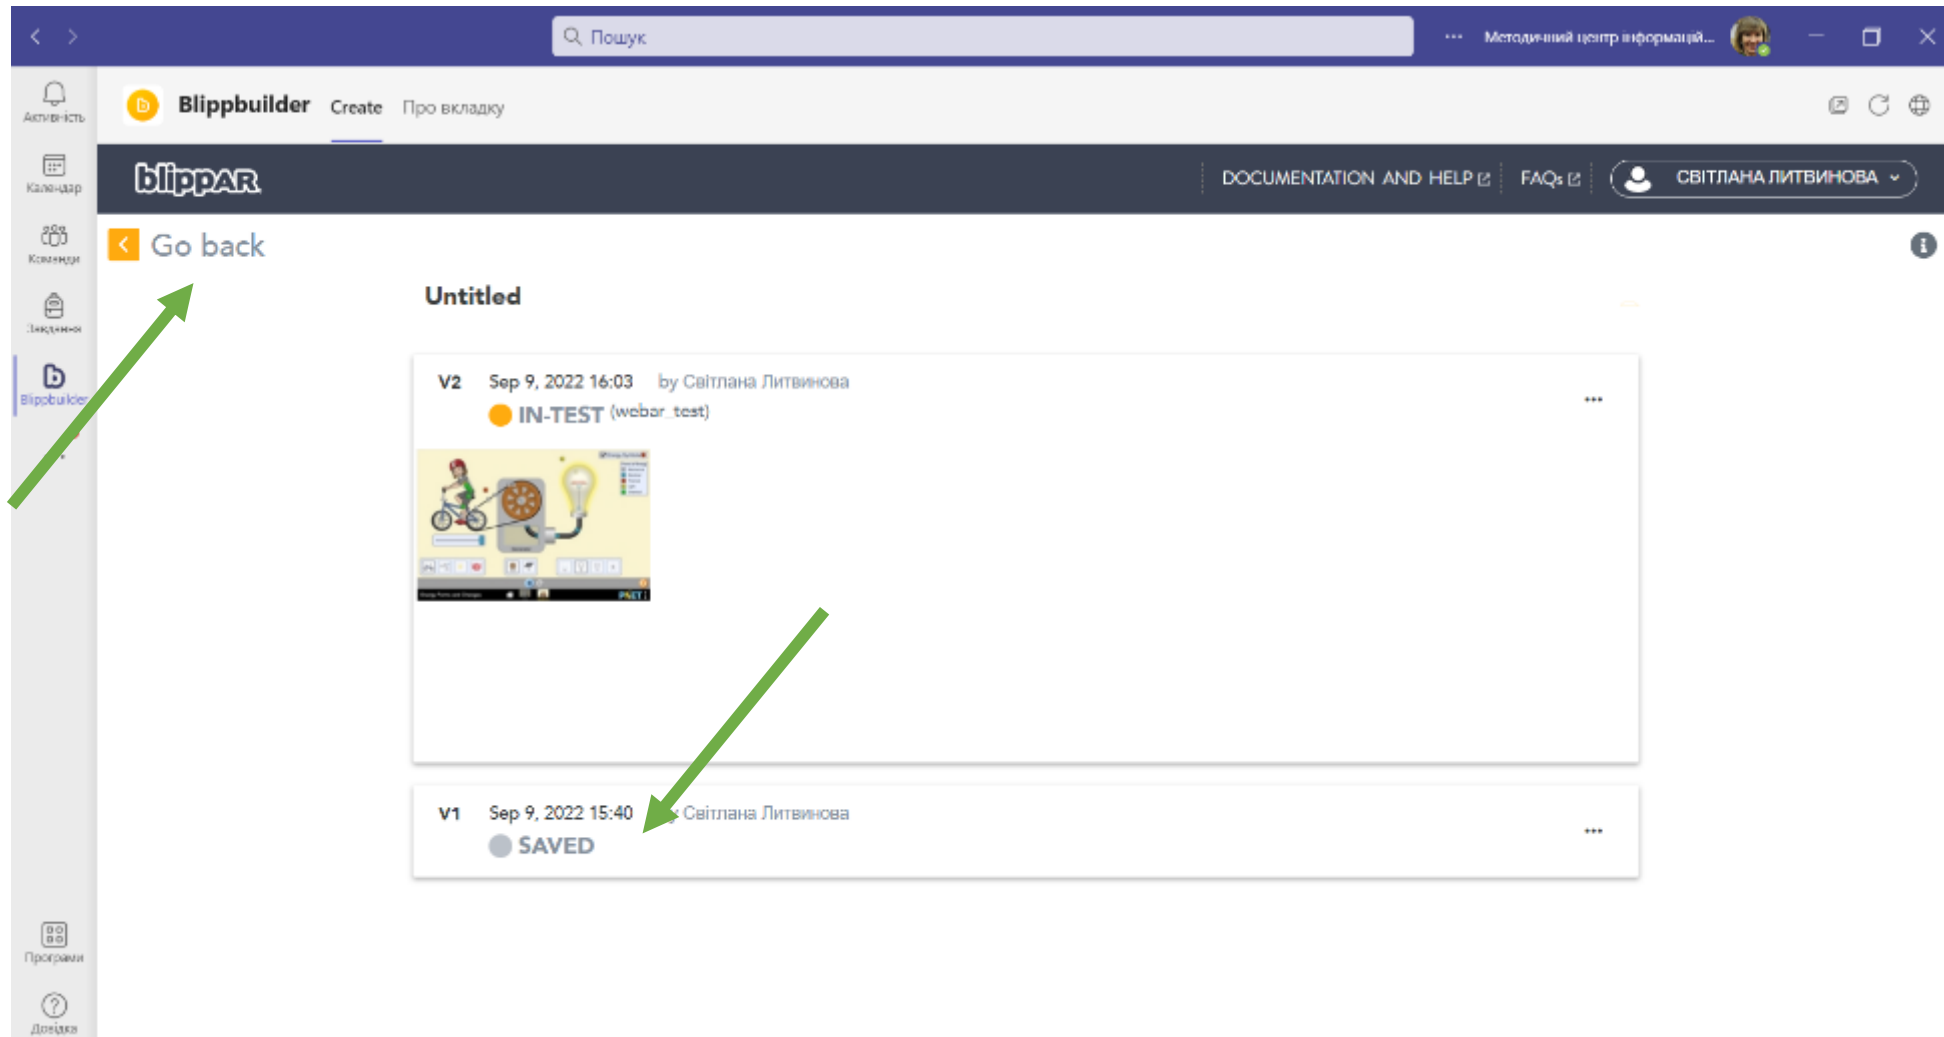 Пошук
Методичний центр інформацій...
Активність
Blippbuilder Create Про вкладку
Календар
blippar
DOCUMENTATION AND HELP FAQs СВІТЛАНА ЛИТВИНОВА
Команди
Go back
Завдання
Untitled
Blippbuilder
V2 Sep 9, 2022 16:03 by Світлана Литвинова
IN-TEST (webar_test)
PhET
V1 Sep 9, 2022 15:40 Світлана Литвинова
SAVED
Програми
Довідка